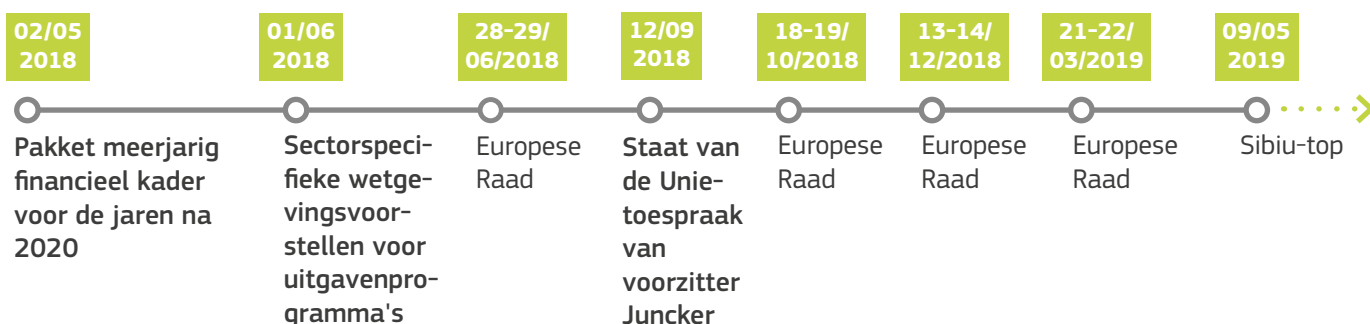 02/05
2018
01/06
2018
28-29/
06/2018
12/09
2018
18-19/
10/2018
13-14/
12/2018
21-22/
03/2019
09/05
2019
Pakket meerjarig
financieel kader
voor de jaren na
2020
Sectorspeci-
fieke wetge-
vingsvoor-
stellen voor
uitgavenpro-
gramma's
Europese
Raad
Staat van
de Unie-
toespraak
van
voorzitter
Juncker
Europese
Raad
Europese
Raad
Europese
Raad
Sibiu-top